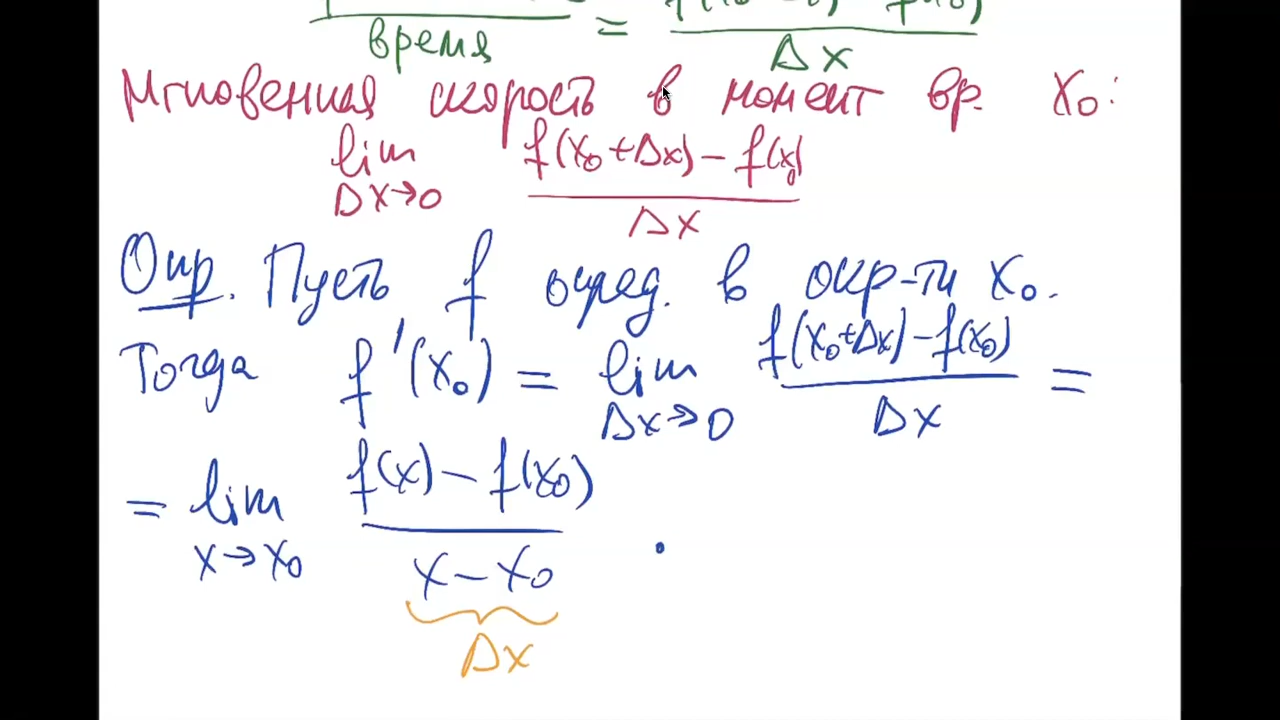 время = Δx
Мгновенная скорость в момент вр. x₀:
lim Δx→0 (f(x₀+Δx) − f(x₀)) / Δx
Опр. Пусть f опред. в окр-ти x₀.
Тогда f'(x₀) = lim Δx→0 (f(x₀+Δx) − f(x₀)) / Δx =
= lim x→x₀ (f(x) − f(x₀)) / (x − x₀) .
Δx